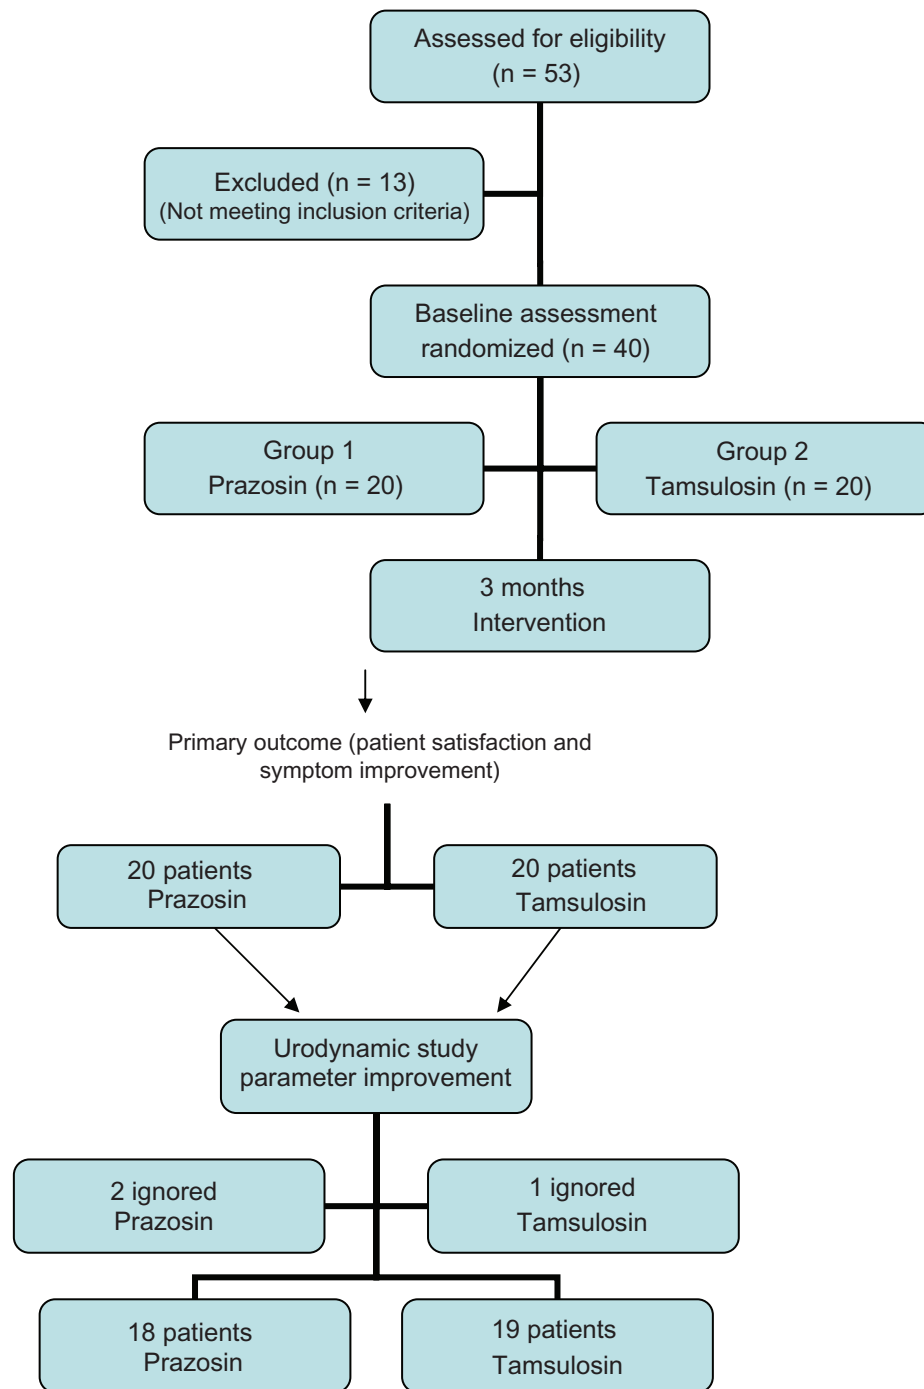 Assessed for eligibility
(n = 53)
Excluded (n = 13)
(Not meeting inclusion criteria)
Baseline assessment
randomized (n = 40)
Group 1
Prazosin (n = 20)
Group 2
Tamsulosin (n = 20)
3 months
Intervention
Primary outcome (patient satisfaction and
symptom improvement)
20 patients
Prazosin
20 patients
Tamsulosin
Urodynamic study
parameter improvement
2 ignored
Prazosin
1 ignored
Tamsulosin
18 patients
Prazosin
19 patients
Tamsulosin